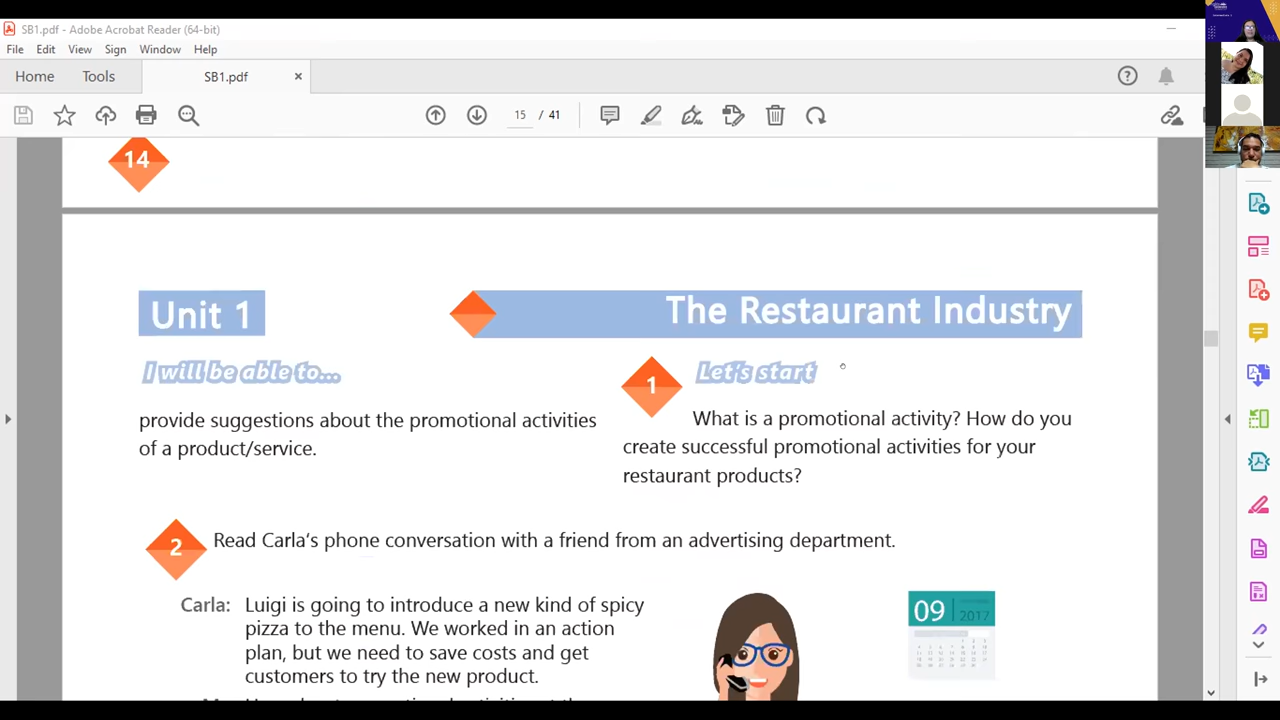 SB1.pdf - Adobe Acrobat Reader (64-bit)
File Edit View Sign Window Help
Home Tools SB1.pdf ×
15 / 41
14
Unit 1
The Restaurant Industry
I will be able to...
provide suggestions about the promotional activities
of a product/service.
1 Let's start
What is a promotional activity? How do you
create successful promotional activities for your
restaurant products?
2 Read Carla's phone conversation with a friend from an advertising department.
Carla: Luigi is going to introduce a new kind of spicy
pizza to the menu. We worked in an action
plan, but we need to save costs and get
customers to try the new product.
09
2017